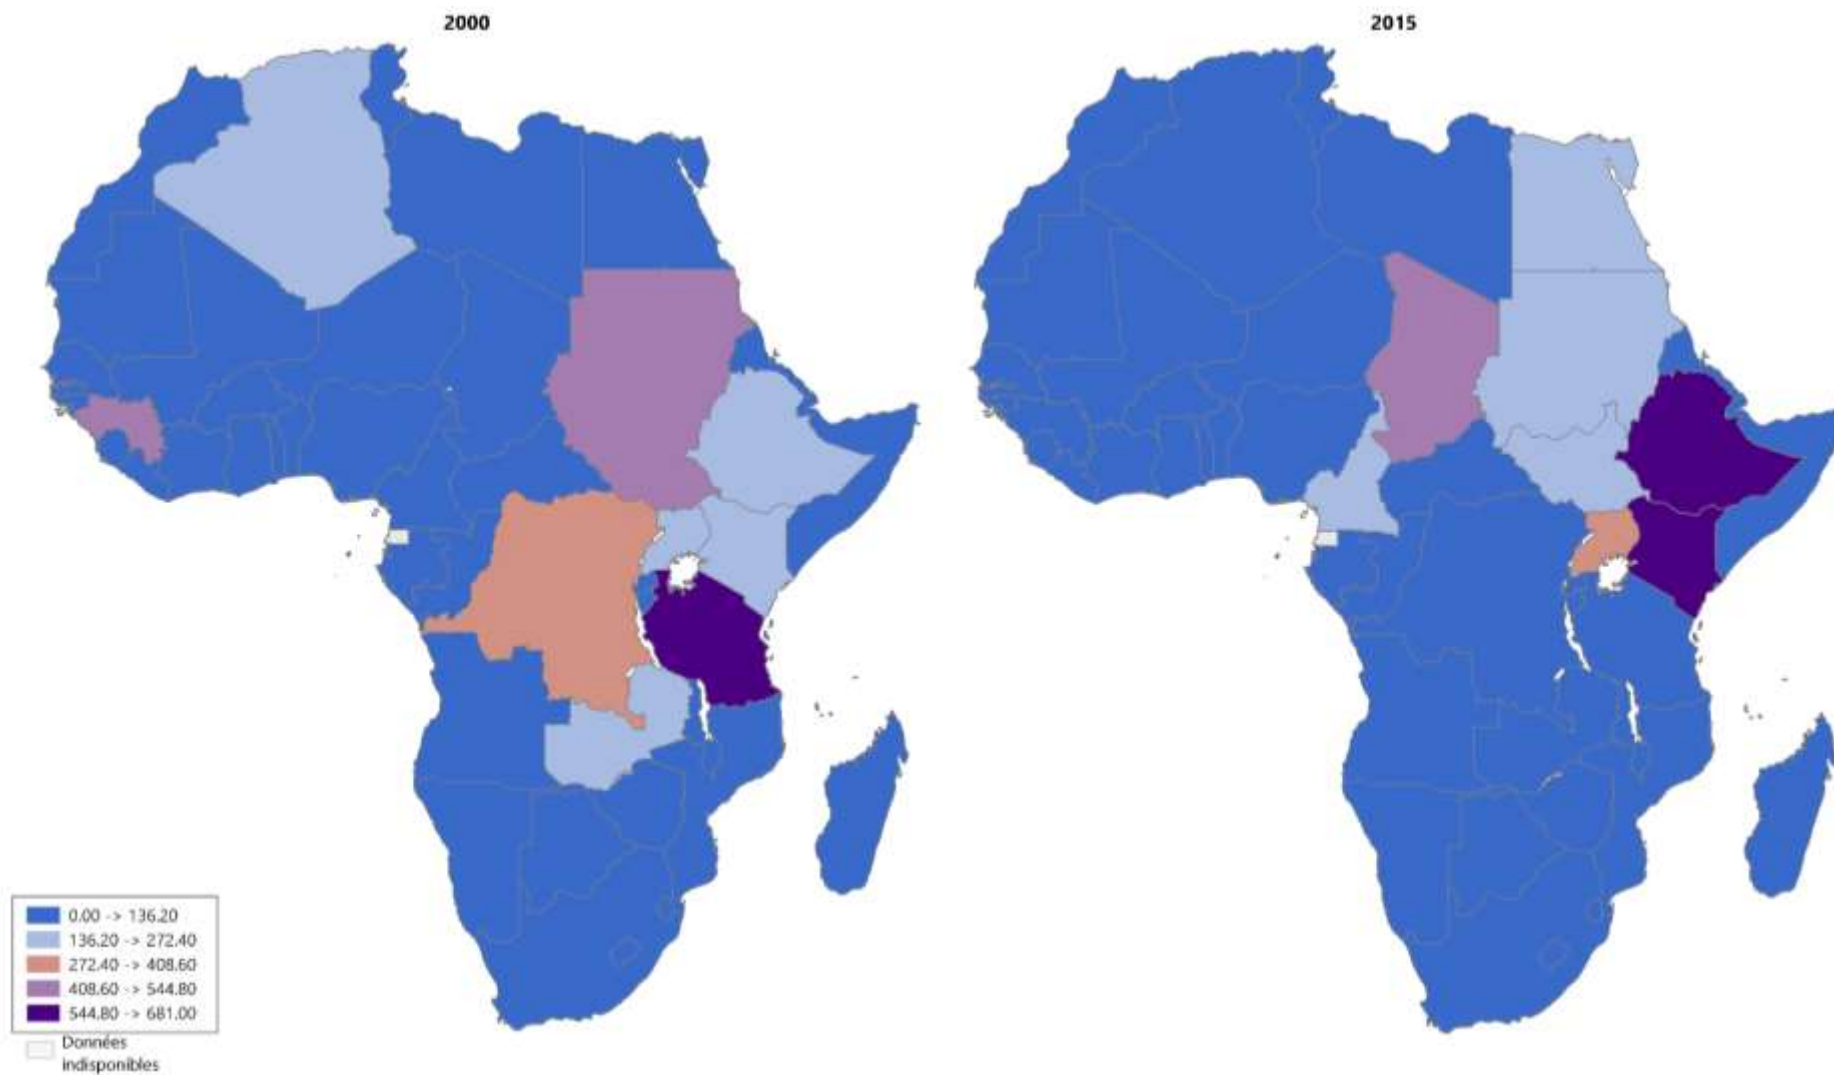 2000
2015
0.00 -> 136.20
136.20 -> 272.40
272.40 -> 408.60
408.60 -> 544.80
544.80 -> 681.00
Données
indisponibles